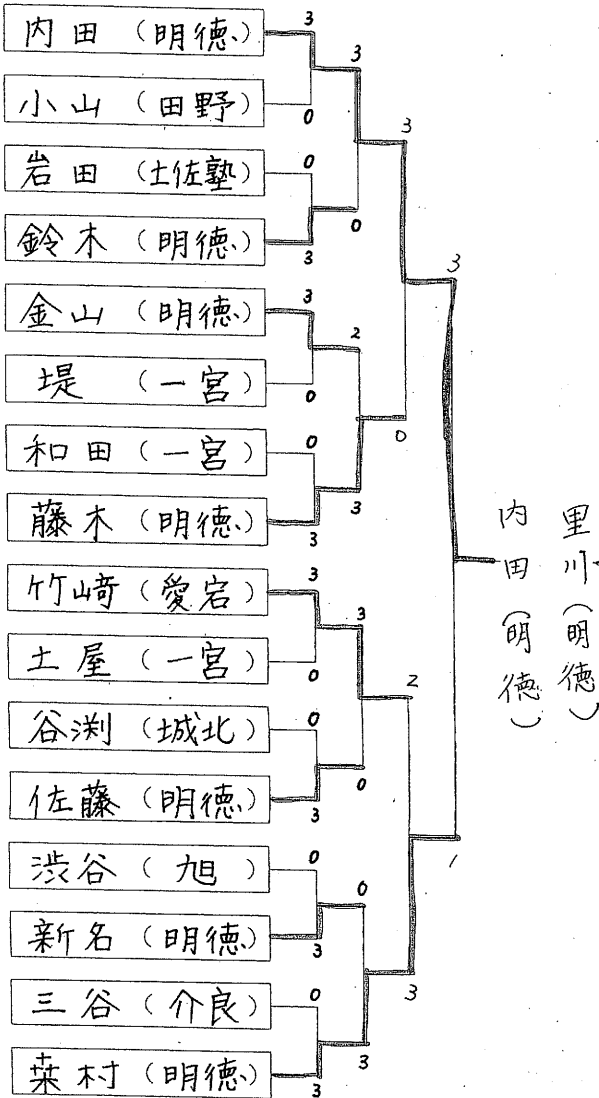 内田（明徳）
小山（田野）
岩田（土佐塾）
鈴木（明徳）
金山（明徳）
堤（一宮）
和田（一宮）
藤木（明徳）
竹﨑（愛宕）
土屋（一宮）
谷渕（城北）
佐藤（明徳）
渋谷（旭）
新名（明徳）
三谷（介良）
桒村（明徳）
3
0
0
3
3
0
0
3
3
0
0
3
0
3
0
3
3
0
2
3
3
0
0
3
3
0
2
3
3
1
里川（明徳）
内田（明徳）